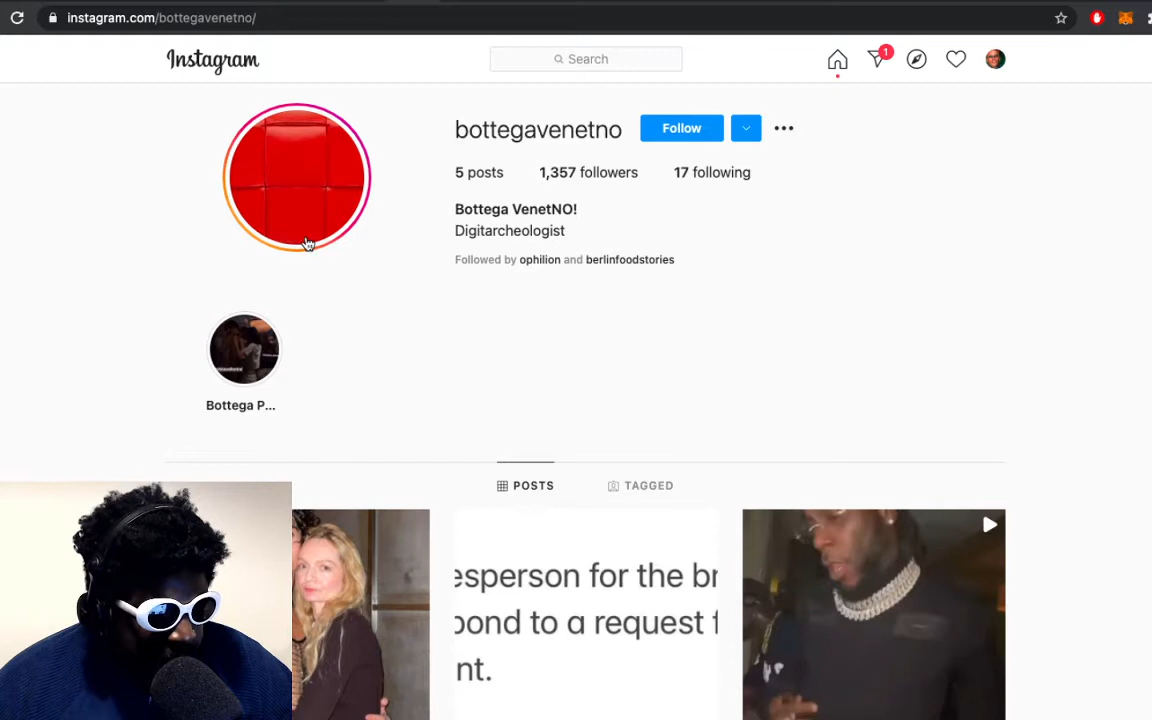 instagram.com/bottegavenetno/
Instagram
Search
1
bottegavenetno
Follow
5 posts 1,357 followers 17 following
Bottega VenetNO!
Digitarcheologist
Followed by ophilion and berlinfoodstories
Bottega P...
POSTS TAGGED
esperson for the br
pond to a request f
nt.